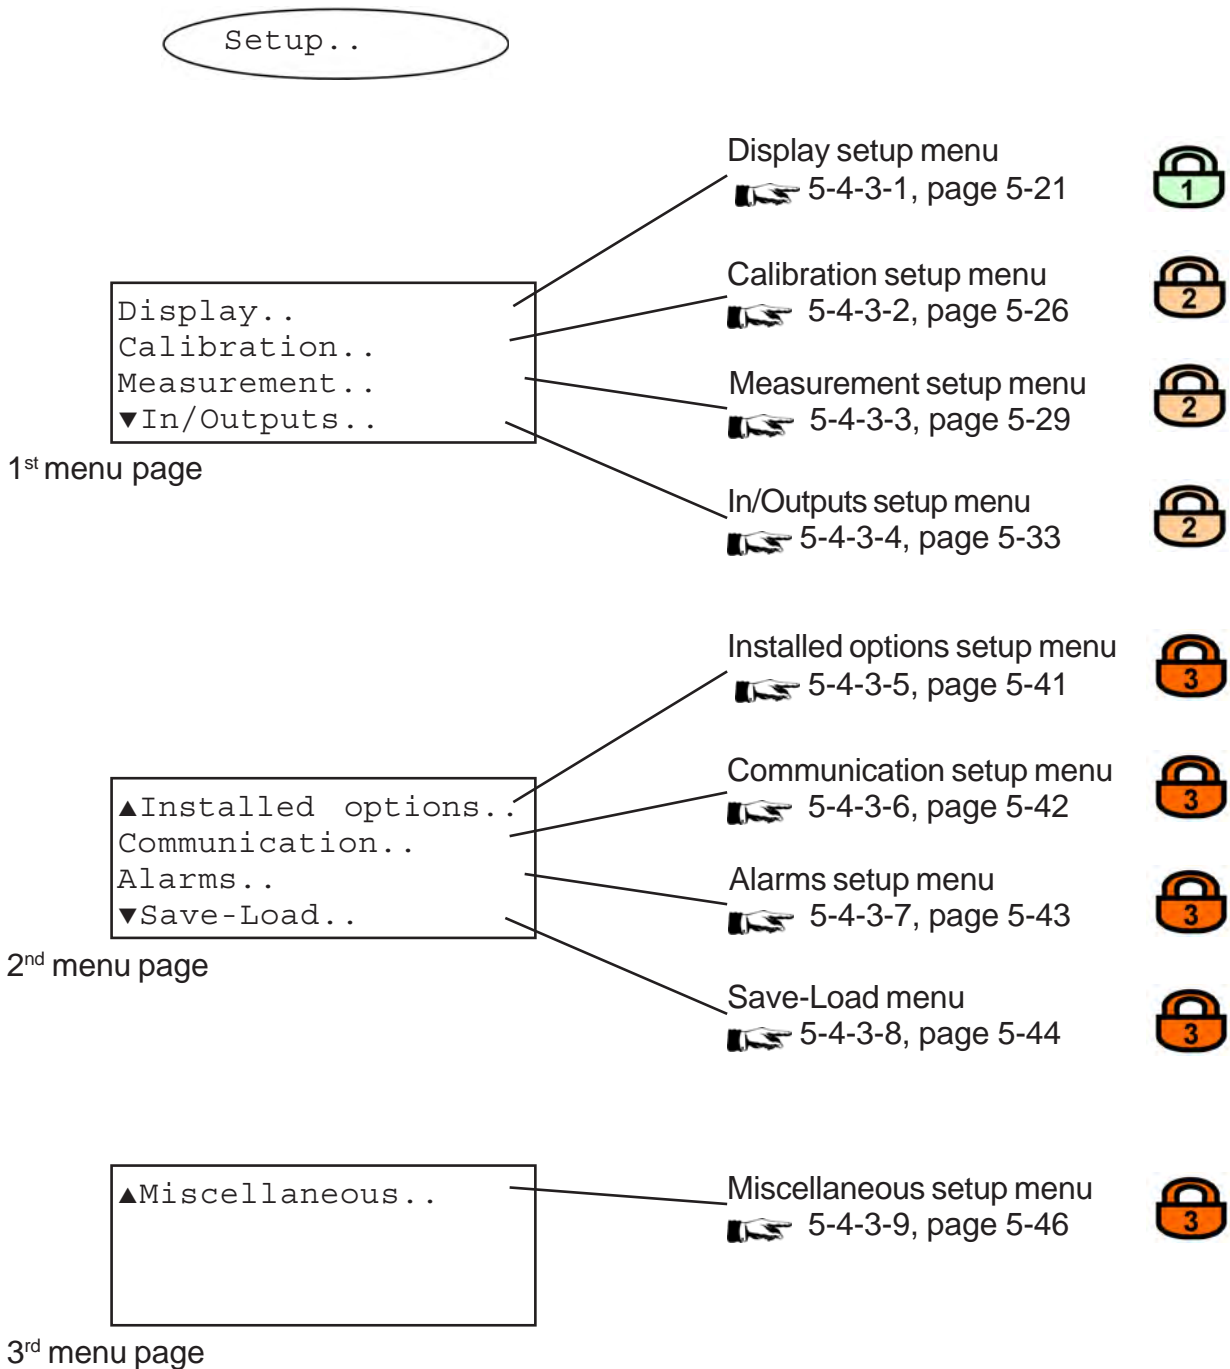 Setup..
Display setup menu
5-4-3-1, page 5-21
1
Calibration setup menu
5-4-3-2, page 5-26
2
Display..
Calibration..
Measurement..
▼In/Outputs..
1st menu page
Measurement setup menu
5-4-3-3, page 5-29
2
In/Outputs setup menu
5-4-3-4, page 5-33
2
Installed options setup menu
5-4-3-5, page 5-41
3
Communication setup menu
5-4-3-6, page 5-42
3
▲Installed options..
Communication..
Alarms..
▼Save-Load..
2nd menu page
Alarms setup menu
5-4-3-7, page 5-43
3
Save-Load menu
5-4-3-8, page 5-44
3
▲Miscellaneous..
Miscellaneous setup menu
5-4-3-9, page 5-46
3
3rd menu page